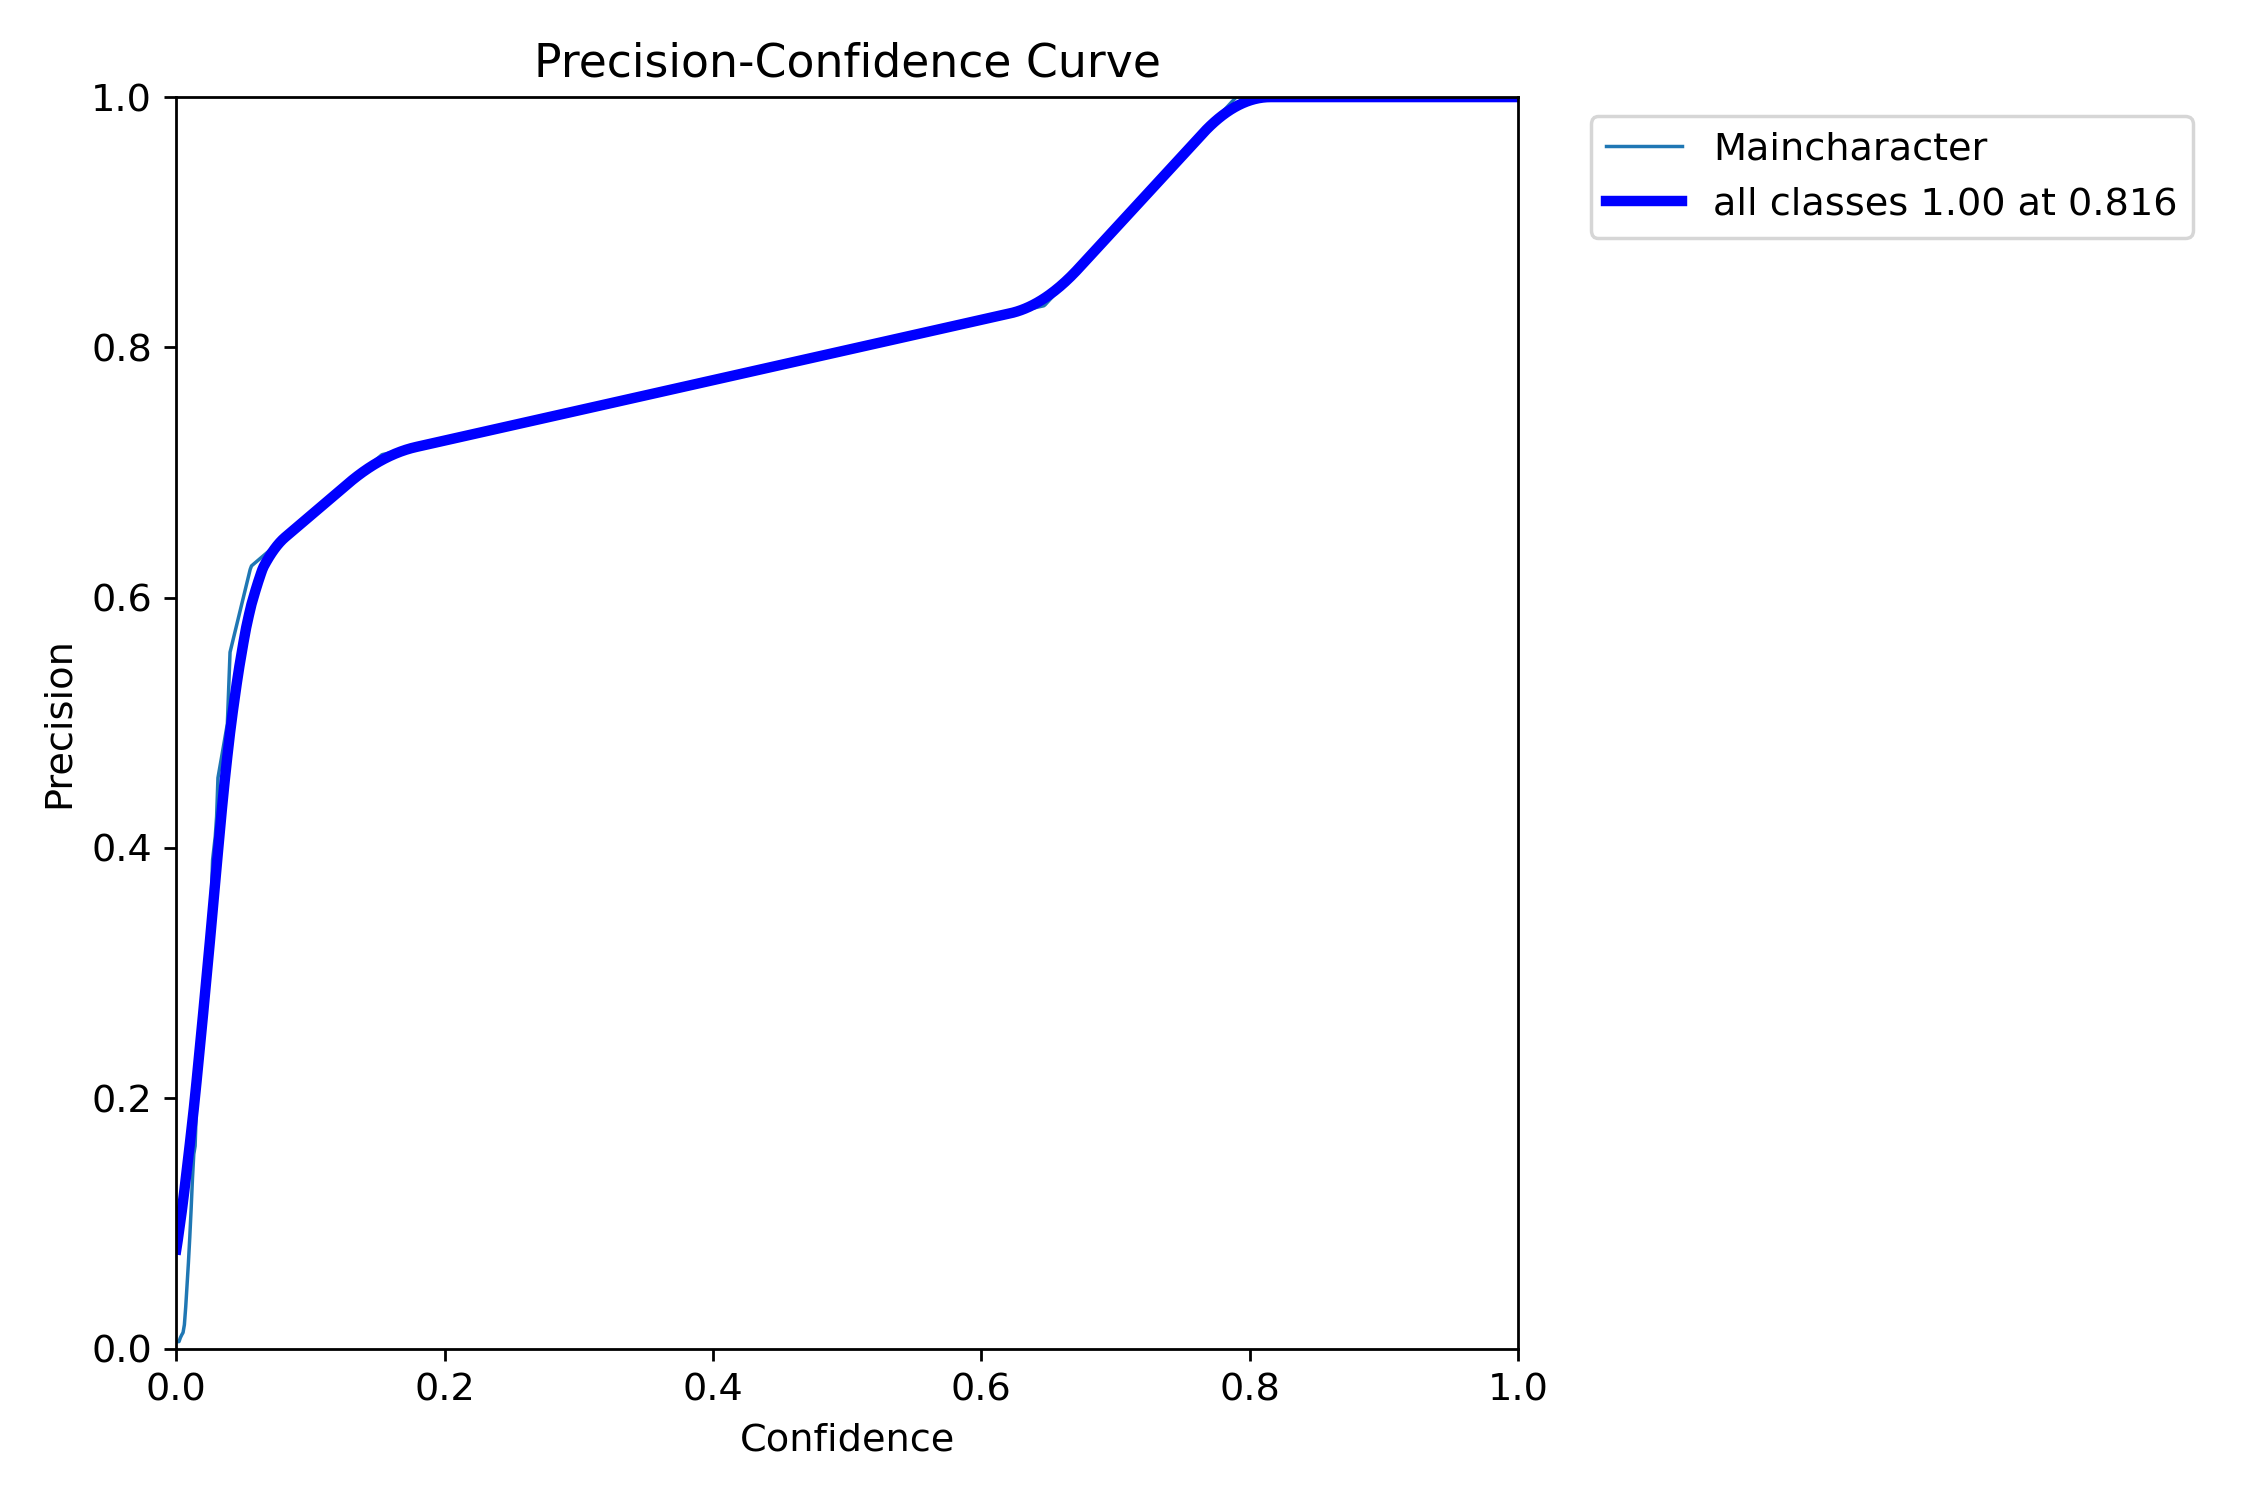 Precision-Confidence Curve
1.0
0.8
0.6
0.4
0.2
0.0
Precision
0.0 0.2 0.4 0.6 0.8 1.0
Confidence
Maincharacter
all classes 1.00 at 0.816